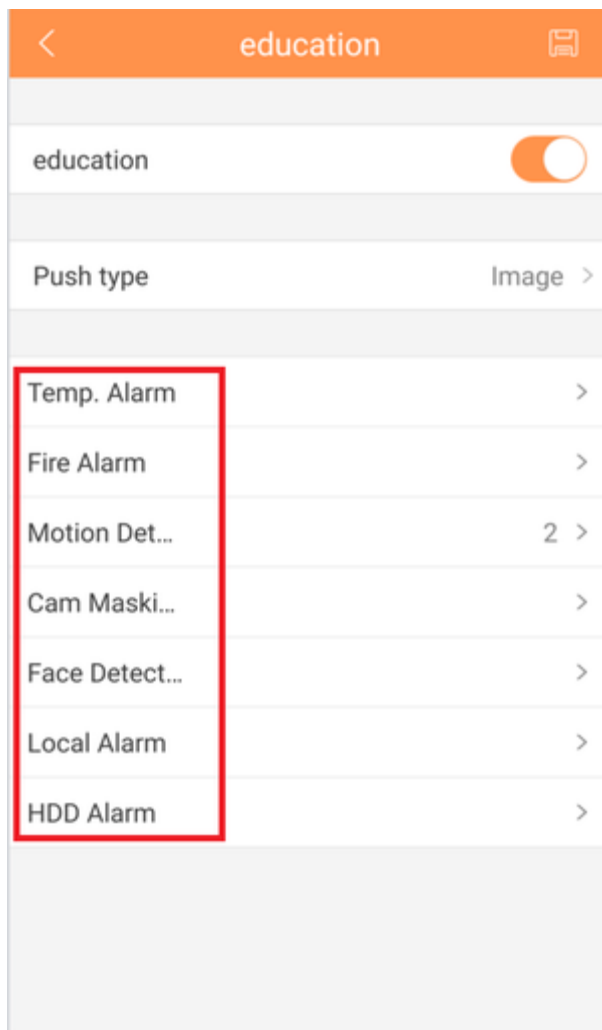 education
education
Push type Image
Temp. Alarm
Fire Alarm
Motion Det... 2
Cam Maski...
Face Detect...
Local Alarm
HDD Alarm